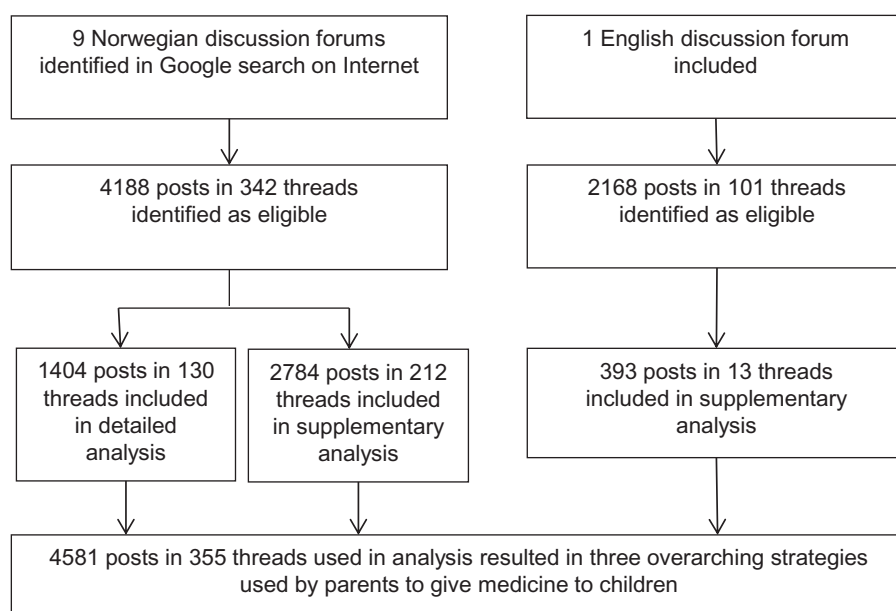 9 Norwegian discussion forums
identified in Google search on Internet
1 English discussion forum
included
4188 posts in 342 threads
identified as eligible
2168 posts in 101 threads
identified as eligible
1404 posts in 130
threads included
in detailed
analysis
2784 posts in 212
threads included
in supplementary
analysis
393 posts in 13 threads
included in supplementary
analysis
4581 posts in 355 threads used in analysis resulted in three overarching strategies
used by parents to give medicine to children